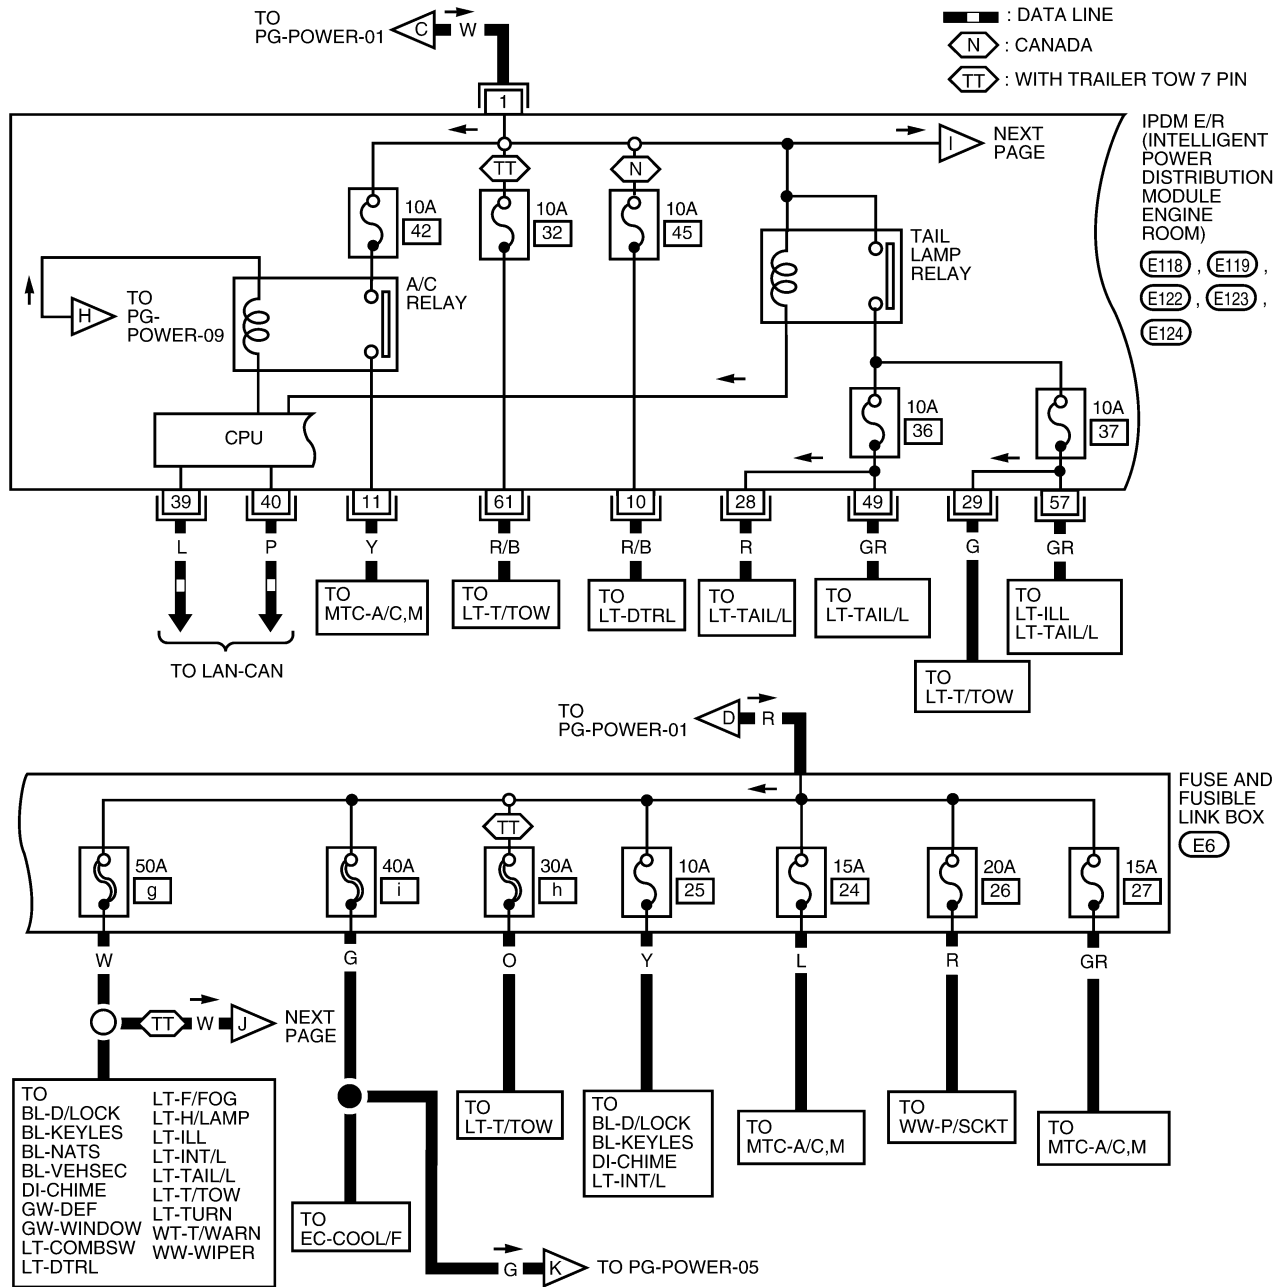 TO
PG-POWER-01
C
W
: DATA LINE
N : CANADA
TT : WITH TRAILER TOW 7 PIN
1
I
NEXT
PAGE
IPDM E/R
(INTELLIGENT
POWER
DISTRIBUTION
MODULE
ENGINE
ROOM)
E118 , E119 ,
E122 , E123 ,
E124
TT
N
10A
42
10A
32
10A
45
TAIL
LAMP
RELAY
A/C
RELAY
H
TO
PG-
POWER-09
CPU
10A
36
10A
37
39 40 11 61 10 28 49 29 57
L P Y R/B R/B R GR G GR
TO
MTC-A/C,M
TO
LT-T/TOW
TO
LT-DTRL
TO
LT-TAIL/L
TO
LT-TAIL/L
TO
LT-ILL
LT-TAIL/L
TO LAN-CAN
TO
LT-T/TOW
TO
PG-POWER-01
D
R
FUSE AND
FUSIBLE
LINK BOX
E6
TT
50A
g
40A
i
30A
h
10A
25
15A
24
20A
26
15A
27
W G O Y L R GR
TT W J
NEXT
PAGE
TO
BL-D/LOCK
BL-KEYLES
BL-NATS
BL-VEHSEC
DI-CHIME
GW-DEF
GW-WINDOW
LT-COMBSW
LT-DTRL
LT-F/FOG
LT-H/LAMP
LT-ILL
LT-INT/L
LT-TAIL/L
LT-T/TOW
LT-TURN
WT-T/WARN
WW-WIPER
TO
EC-COOL/F
TO
LT-T/TOW
TO
BL-D/LOCK
BL-KEYLES
DI-CHIME
LT-INT/L
TO
MTC-A/C,M
TO
WW-P/SCKT
TO
MTC-A/C,M
G K TO PG-POWER-05